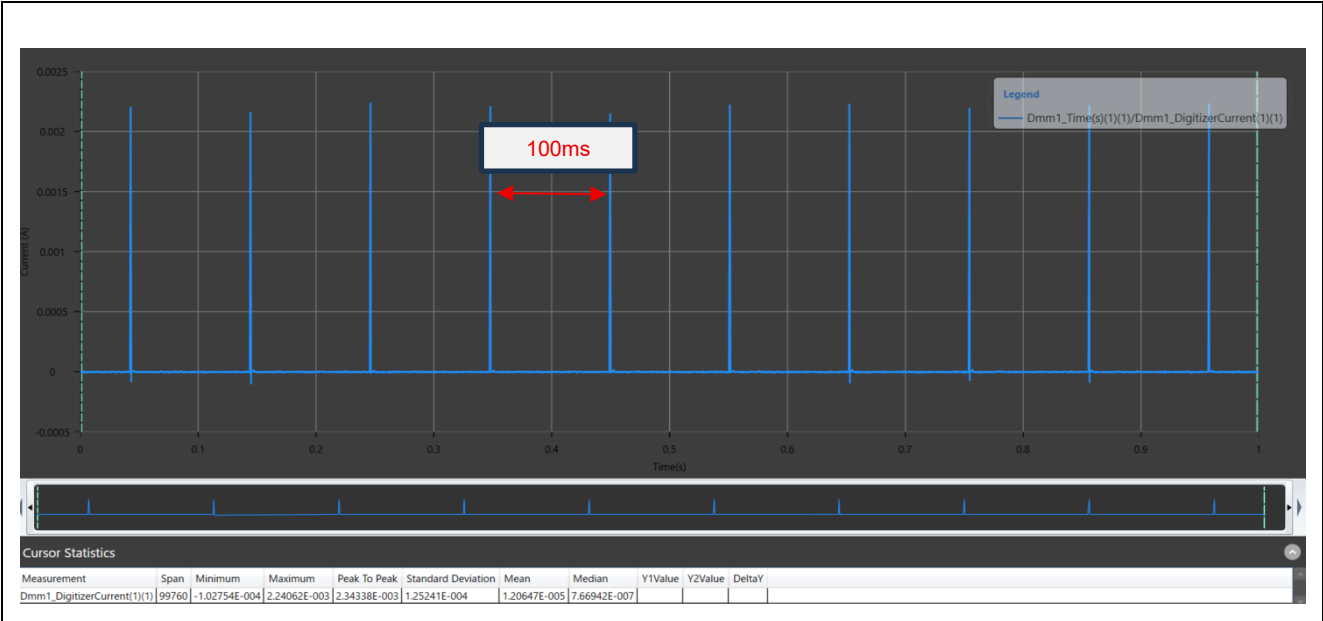 0.0025
Legend
Dmm1_Time(s)(1)(1)/Dmm1_DigitizerCurrent(1)(1)
0.002
100ms
0.0015
Current (A)
0.001
0.0005
0
-0.0005
0 0.1 0.2 0.3 0.4 0.5 0.6 0.7 0.8 0.9 1
Time(s)
Cursor Statistics
Measurement Span Minimum Maximum Peak To Peak Standard Deviation Mean Median Y1Value Y2Value DeltaY
Dmm1_DigitizerCurrent(1)(1) 99760 -1.02754E-004 2.24062E-003 2.34338E-003 1.25241E-004 1.20647E-005 7.66942E-007